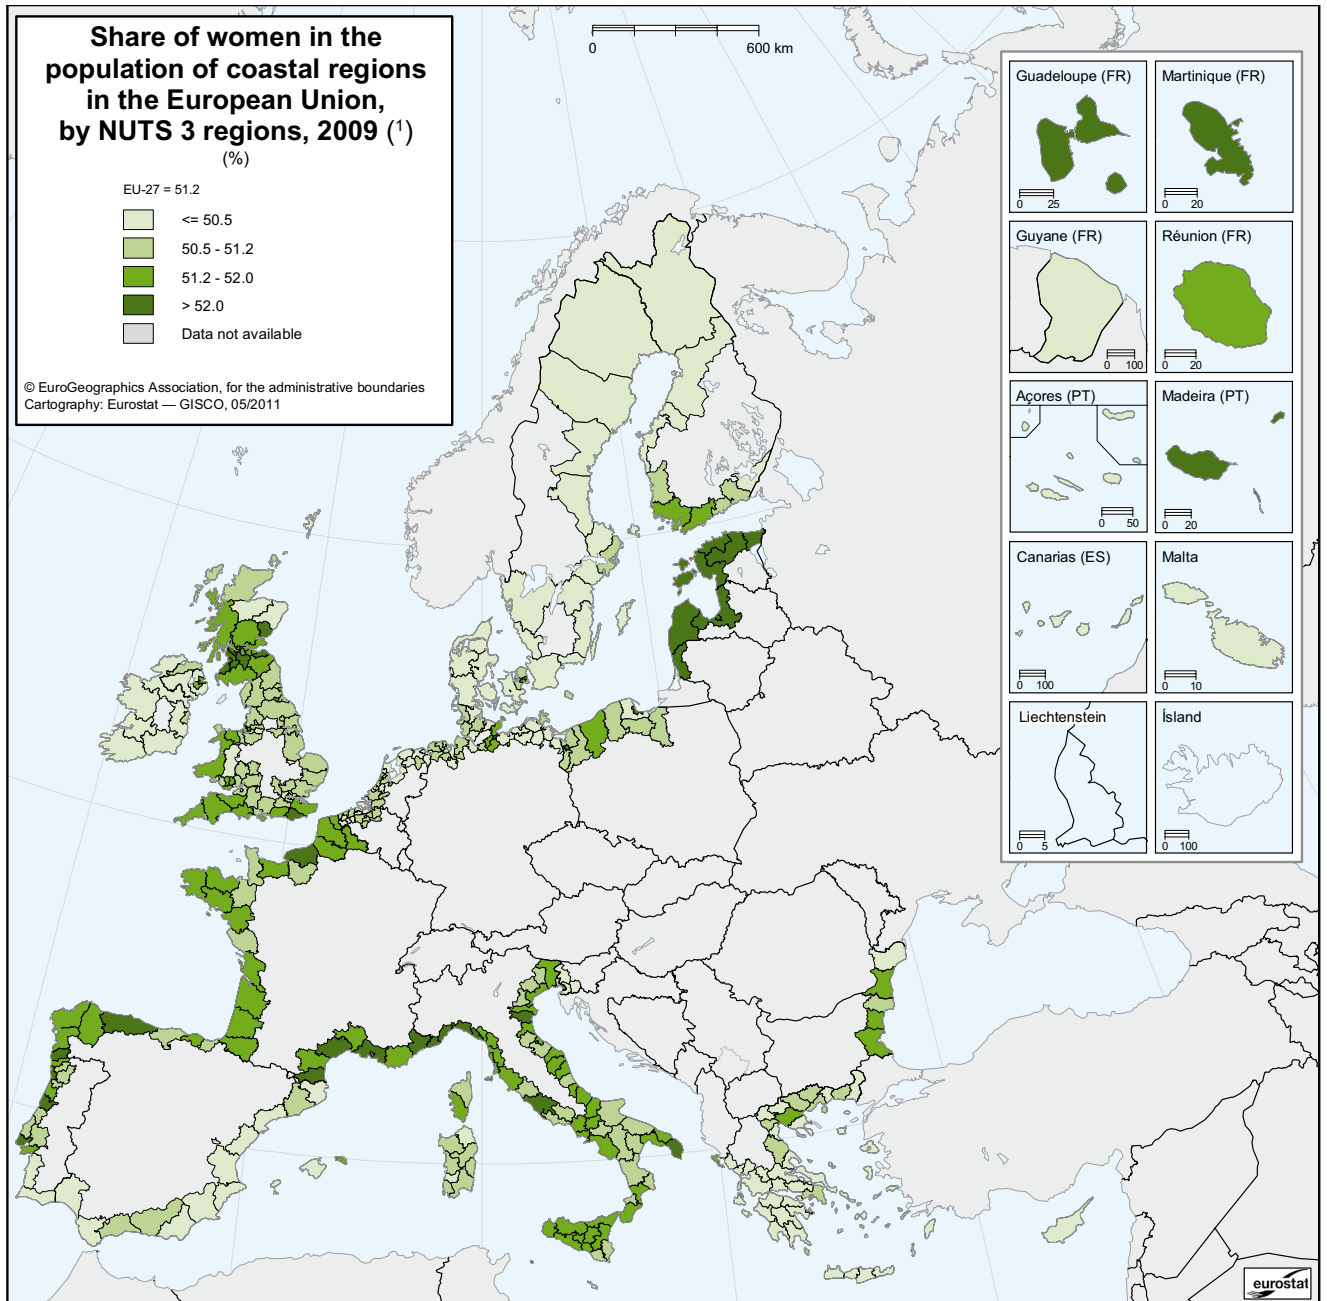 Share of women in the
population of coastal regions
in the European Union,
by NUTS 3 regions, 2009 (¹)
(%)
EU-27 = 51.2
<= 50.5
50.5 - 51.2
51.2 - 52.0
> 52.0
Data not available
© EuroGeographics Association, for the administrative boundaries
Cartography: Eurostat — GISCO, 05/2011
0 600 km
Guadeloupe (FR)
0 25
Martinique (FR)
0 20
Guyane (FR)
0 100
Réunion (FR)
0 20
Açores (PT)
0 50
Madeira (PT)
0 20
Canarias (ES)
0 100
Malta
0 10
Liechtenstein
0 5
Ísland
0 100
eurostat